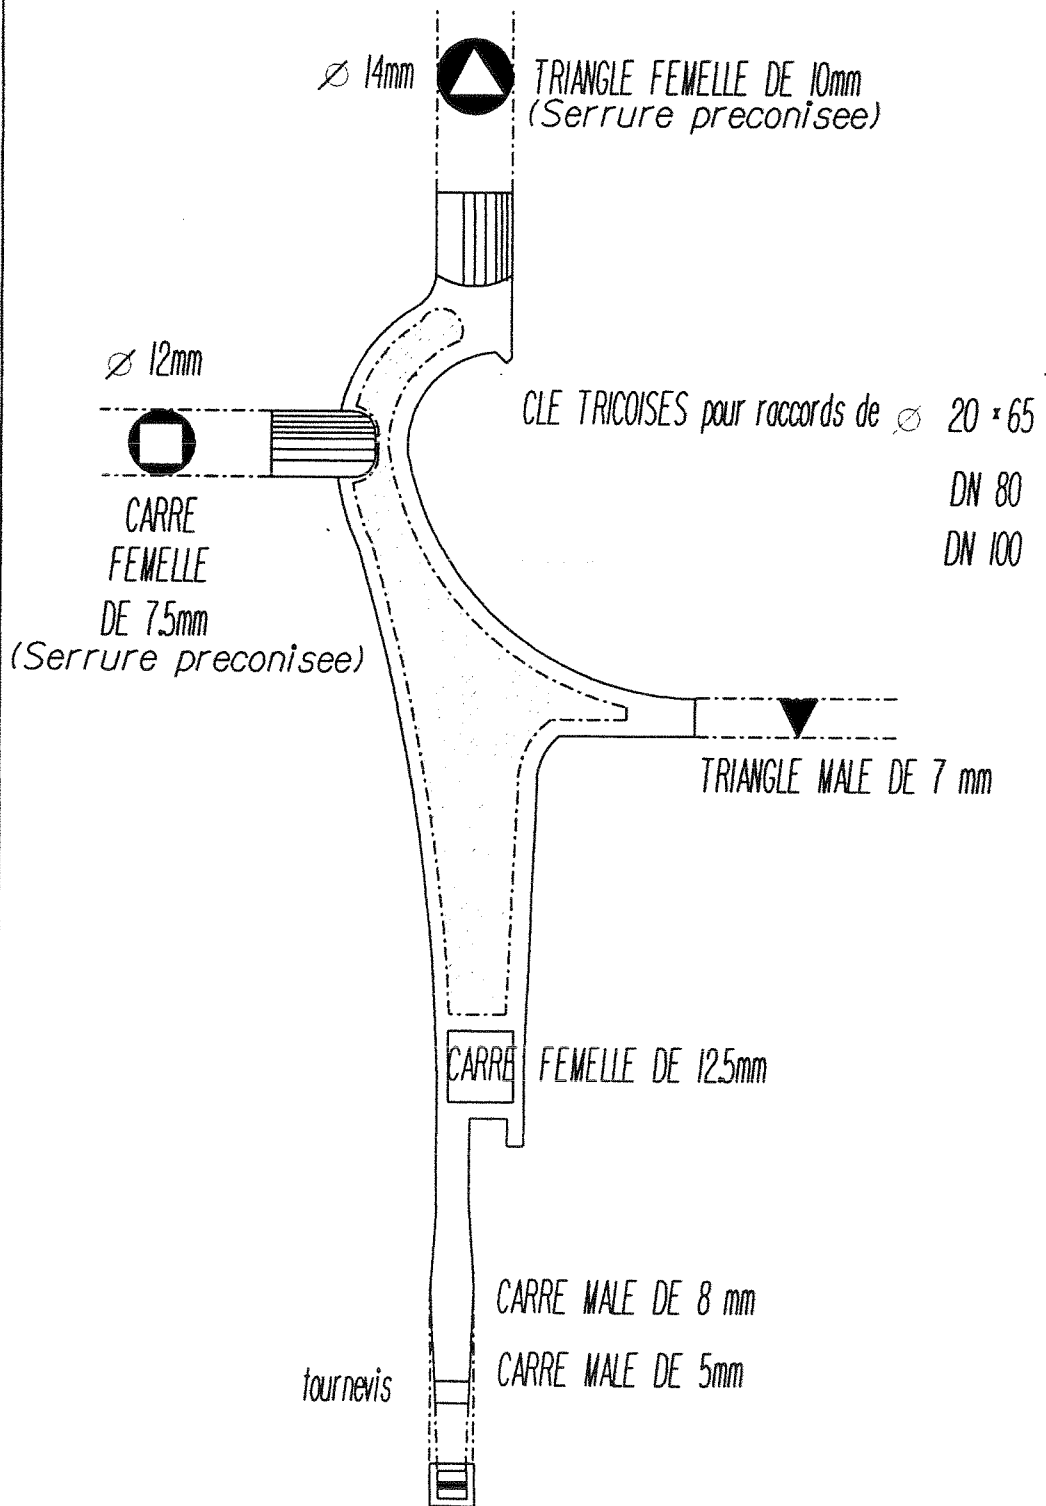 ⌀ 14mm
TRIANGLE FEMELLE DE 10mm
(Serrure preconisee)
⌀ 12mm
CLE TRICOISES pour raccords de ⌀ 20 * 65
DN 80
DN 100
CARRE
FEMELLE
DE 7.5mm
(Serrure preconisee)
TRIANGLE MALE DE 7 mm
CARRE FEMELLE DE 12.5mm
CARRE MALE DE 8 mm
CARRE MALE DE 5mm
tournevis